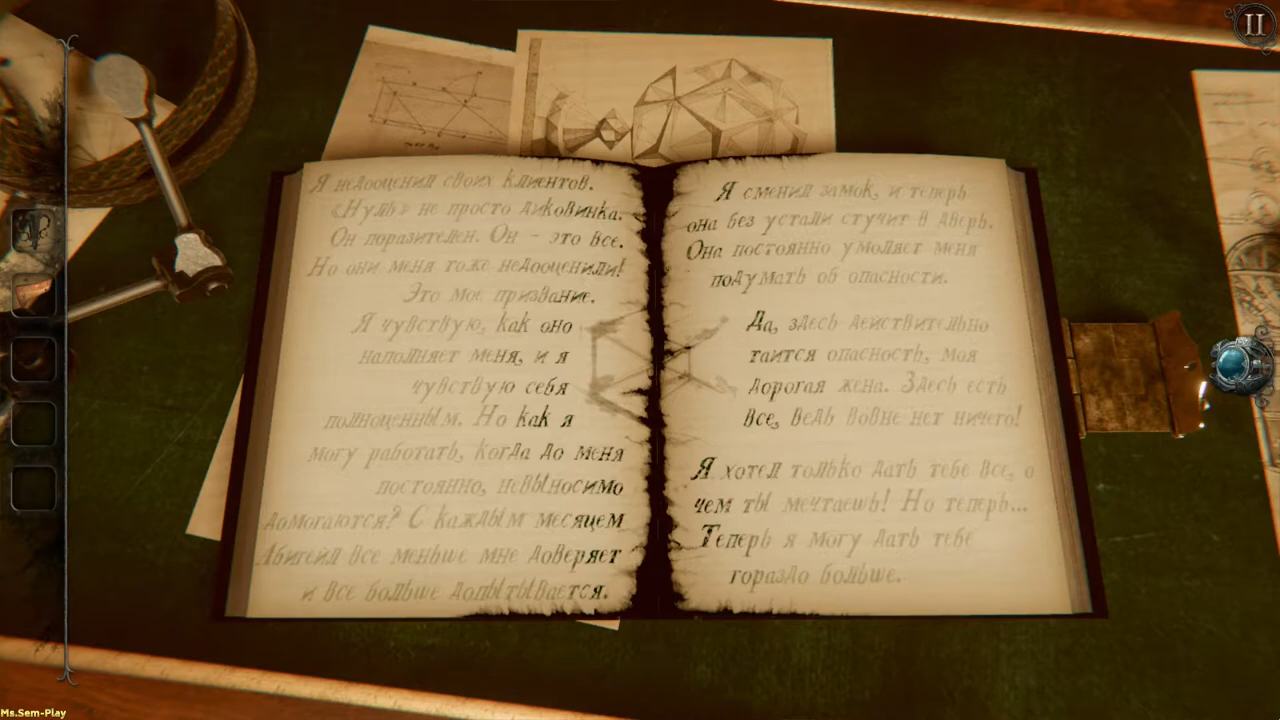 Я недооценил своих клиентов.
«Нуль» не просто диковинка.
Он поразителен. Он – это все.
Но они меня тоже недооценили!
Это мое призвание.
Я чувствую, как оно
наполняет меня, и я
чувствую себя
полноценным. Но как я
могу работать, когда до меня
постоянно, невыносимо
домогаются? С каждым месяцем
Абигейл все меньше мне доверяет
и все больше допытывается.
Я сменил замок, и теперь
она без устали стучит в дверь.
Она постоянно умоляет меня
подумать об опасности.
Да, здесь действительно
таится опасность, моя
дорогая жена. Здесь есть
все, ведь вовне нет ничего!
Я хотел только дать тебе все, о
чем ты мечтаешь! Но теперь...
Теперь я могу дать тебе
гораздо больше.
II
Ms.Sem-Play